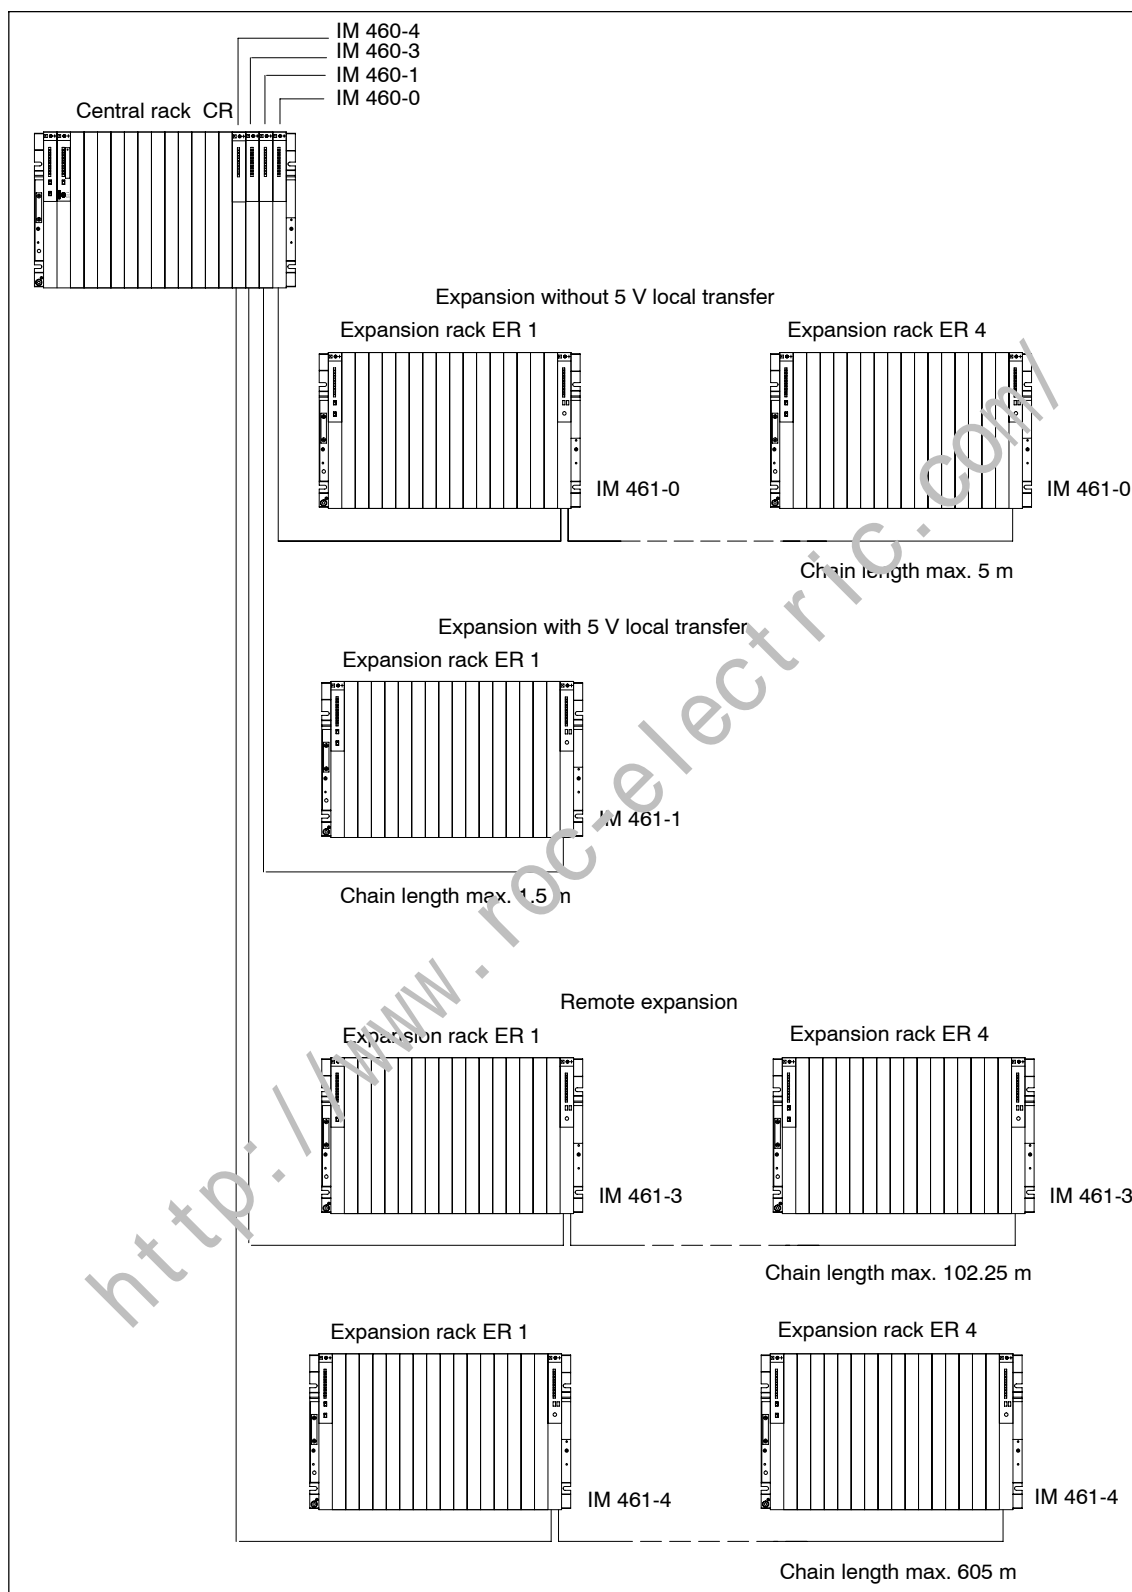 IM 460-4
IM 460-3
IM 460-1
IM 460-0
Central rack CR
Expansion without 5 V local transfer
Expansion rack ER 1
Expansion rack ER 4
IM 461-0
IM 461-0
Chain length max. 5 m
Expansion with 5 V local transfer
Expansion rack ER 1
IM 461-1
Chain length max. 1.5 m
Remote expansion
Expansion rack ER 1
Expansion rack ER 4
IM 461-3
IM 461-3
Chain length max. 102.25 m
Expansion rack ER 1
Expansion rack ER 4
IM 461-4
IM 461-4
Chain length max. 605 m
http://www.roc-electric.com/